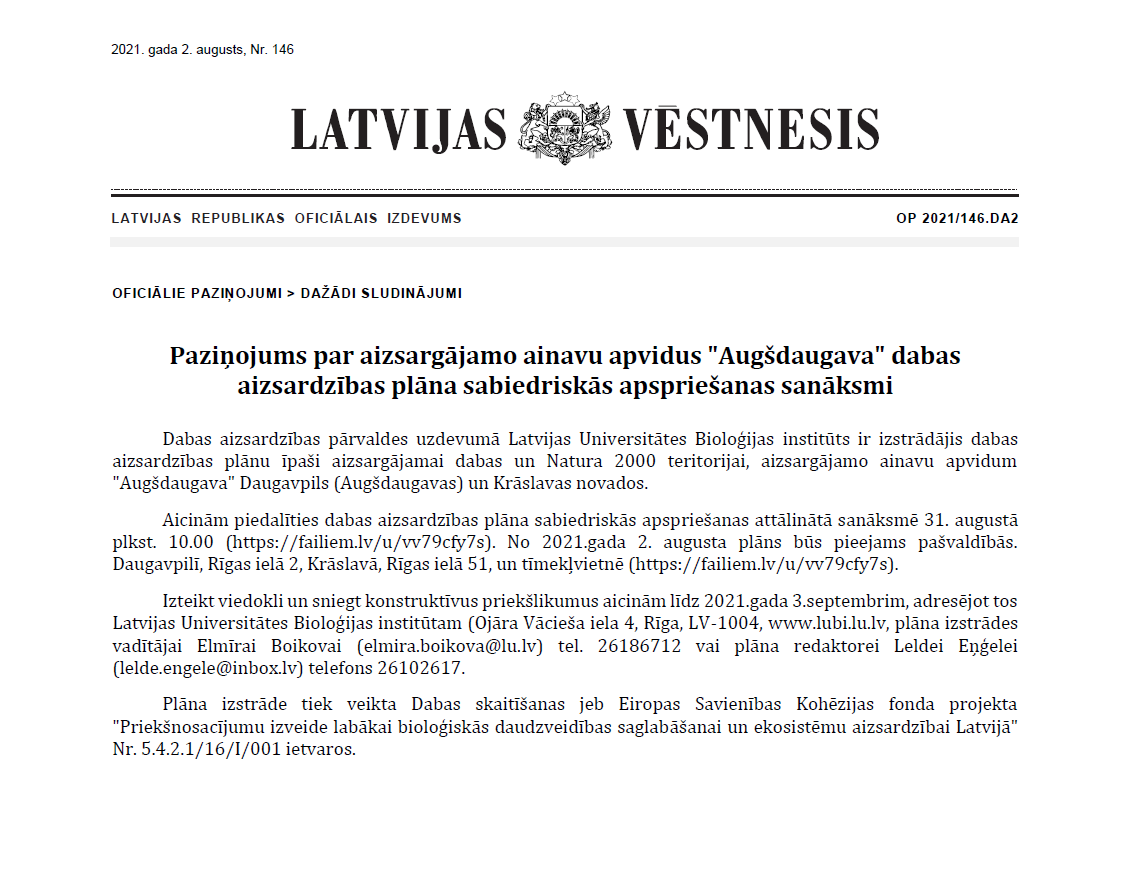 2021. gada 2. augusts, Nr. 146
LATVIJAS VĒSTNESIS
LATVIJAS REPUBLIKAS OFICIĀLAIS IZDEVUMS
OP 2021/146.DA2
OFICIĀLIE PAZIŅOJUMI > DAŽĀDI SLUDINĀJUMI
Paziņojums par aizsargājamo ainavu apvidus "Augšdaugava" dabas
aizsardzības plāna sabiedriskās apspriešanas sanāksmi
Dabas aizsardzības pārvaldes uzdevumā Latvijas Universitātes Bioloģijas institūts ir izstrādājis dabas
aizsardzības plānu īpaši aizsargājamai dabas un Natura 2000 teritorijai, aizsargājamo ainavu apvidum
"Augšdaugava" Daugavpils (Augšdaugavas) un Krāslavas novados.
Aicinām piedalīties dabas aizsardzības plāna sabiedriskās apspriešanas attālinātā sanāksmē 31. augustā
plkst. 10.00 (https://failiem.lv/u/vv79cfy7s). No 2021.gada 2. augusta plāns būs pieejams pašvaldībās.
Daugavpilī, Rīgas ielā 2, Krāslavā, Rīgas ielā 51, un tīmekļvietnē (https://failiem.lv/u/vv79cfy7s).
Izteikt viedokli un sniegt konstruktīvus priekšlikumus aicinām līdz 2021.gada 3.septembrim, adresējot tos
Latvijas Universitātes Bioloģijas institūtam (Ojāra Vācieša iela 4, Rīga, LV-1004, www.lubi.lu.lv, plāna izstrādes
vadītājai Elmīrai Boikovai (elmira.boikova@lu.lv) tel. 26186712 vai plāna redaktorei Leldei Eņģelei
(lelde.engele@inbox.lv) telefons 26102617.
Plāna izstrāde tiek veikta Dabas skaitīšanas jeb Eiropas Savienības Kohēzijas fonda projekta
"Priekšnosacījumu izveide labākai bioloģiskās daudzveidības saglabāšanai un ekosistēmu aizsardzībai Latvijā"
Nr. 5.4.2.1/16/I/001 ietvaros.